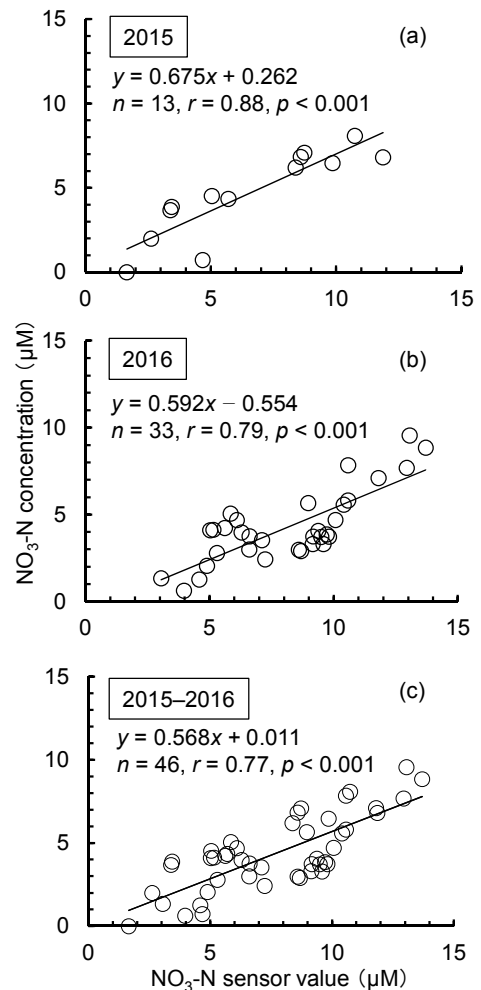 15
2015
(a)
y = 0.675x + 0.262
n = 13, r = 0.88, p < 0.001
10
5
0
0 5 10 15
15
2016
(b)
y = 0.592x − 0.554
n = 33, r = 0.79, p < 0.001
10
5
0
0 5 10 15
NO3-N concentration (μM)
15
2015–2016
(c)
y = 0.568x + 0.011
n = 46, r = 0.77, p < 0.001
10
5
0
0 5 10 15
NO3-N sensor value (μM)